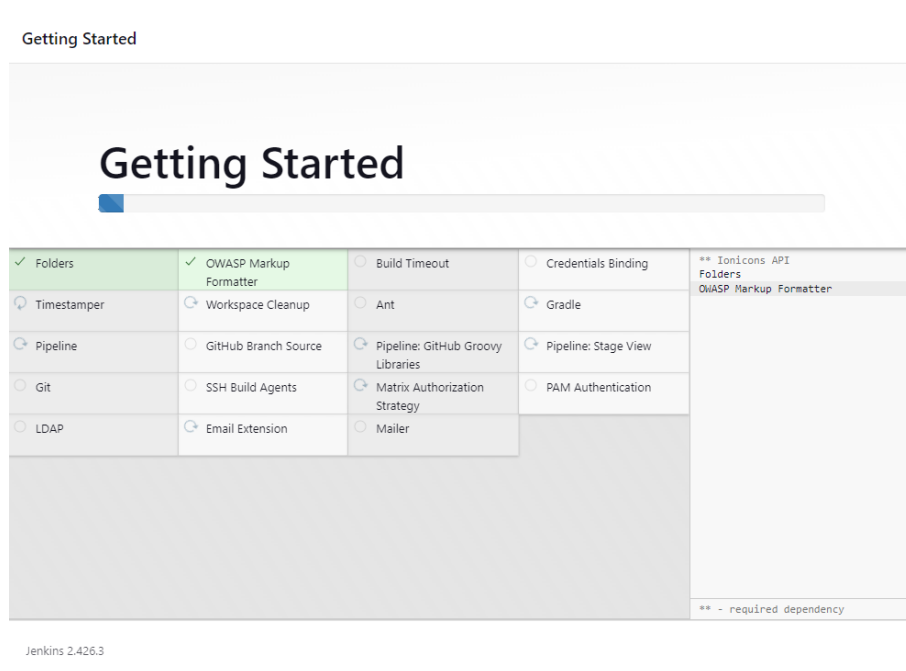 Getting Started
Getting Started
Folders
OWASP Markup
Formatter
Build Timeout
Credentials Binding
Timestamper
Workspace Cleanup
Ant
Gradle
Pipeline
GitHub Branch Source
Pipeline: GitHub Groovy
Libraries
Pipeline: Stage View
Git
SSH Build Agents
Matrix Authorization
Strategy
PAM Authentication
LDAP
Email Extension
Mailer
** Ionicons API
Folders
OWASP Markup Formatter
** - required dependency
Jenkins 2.426.3